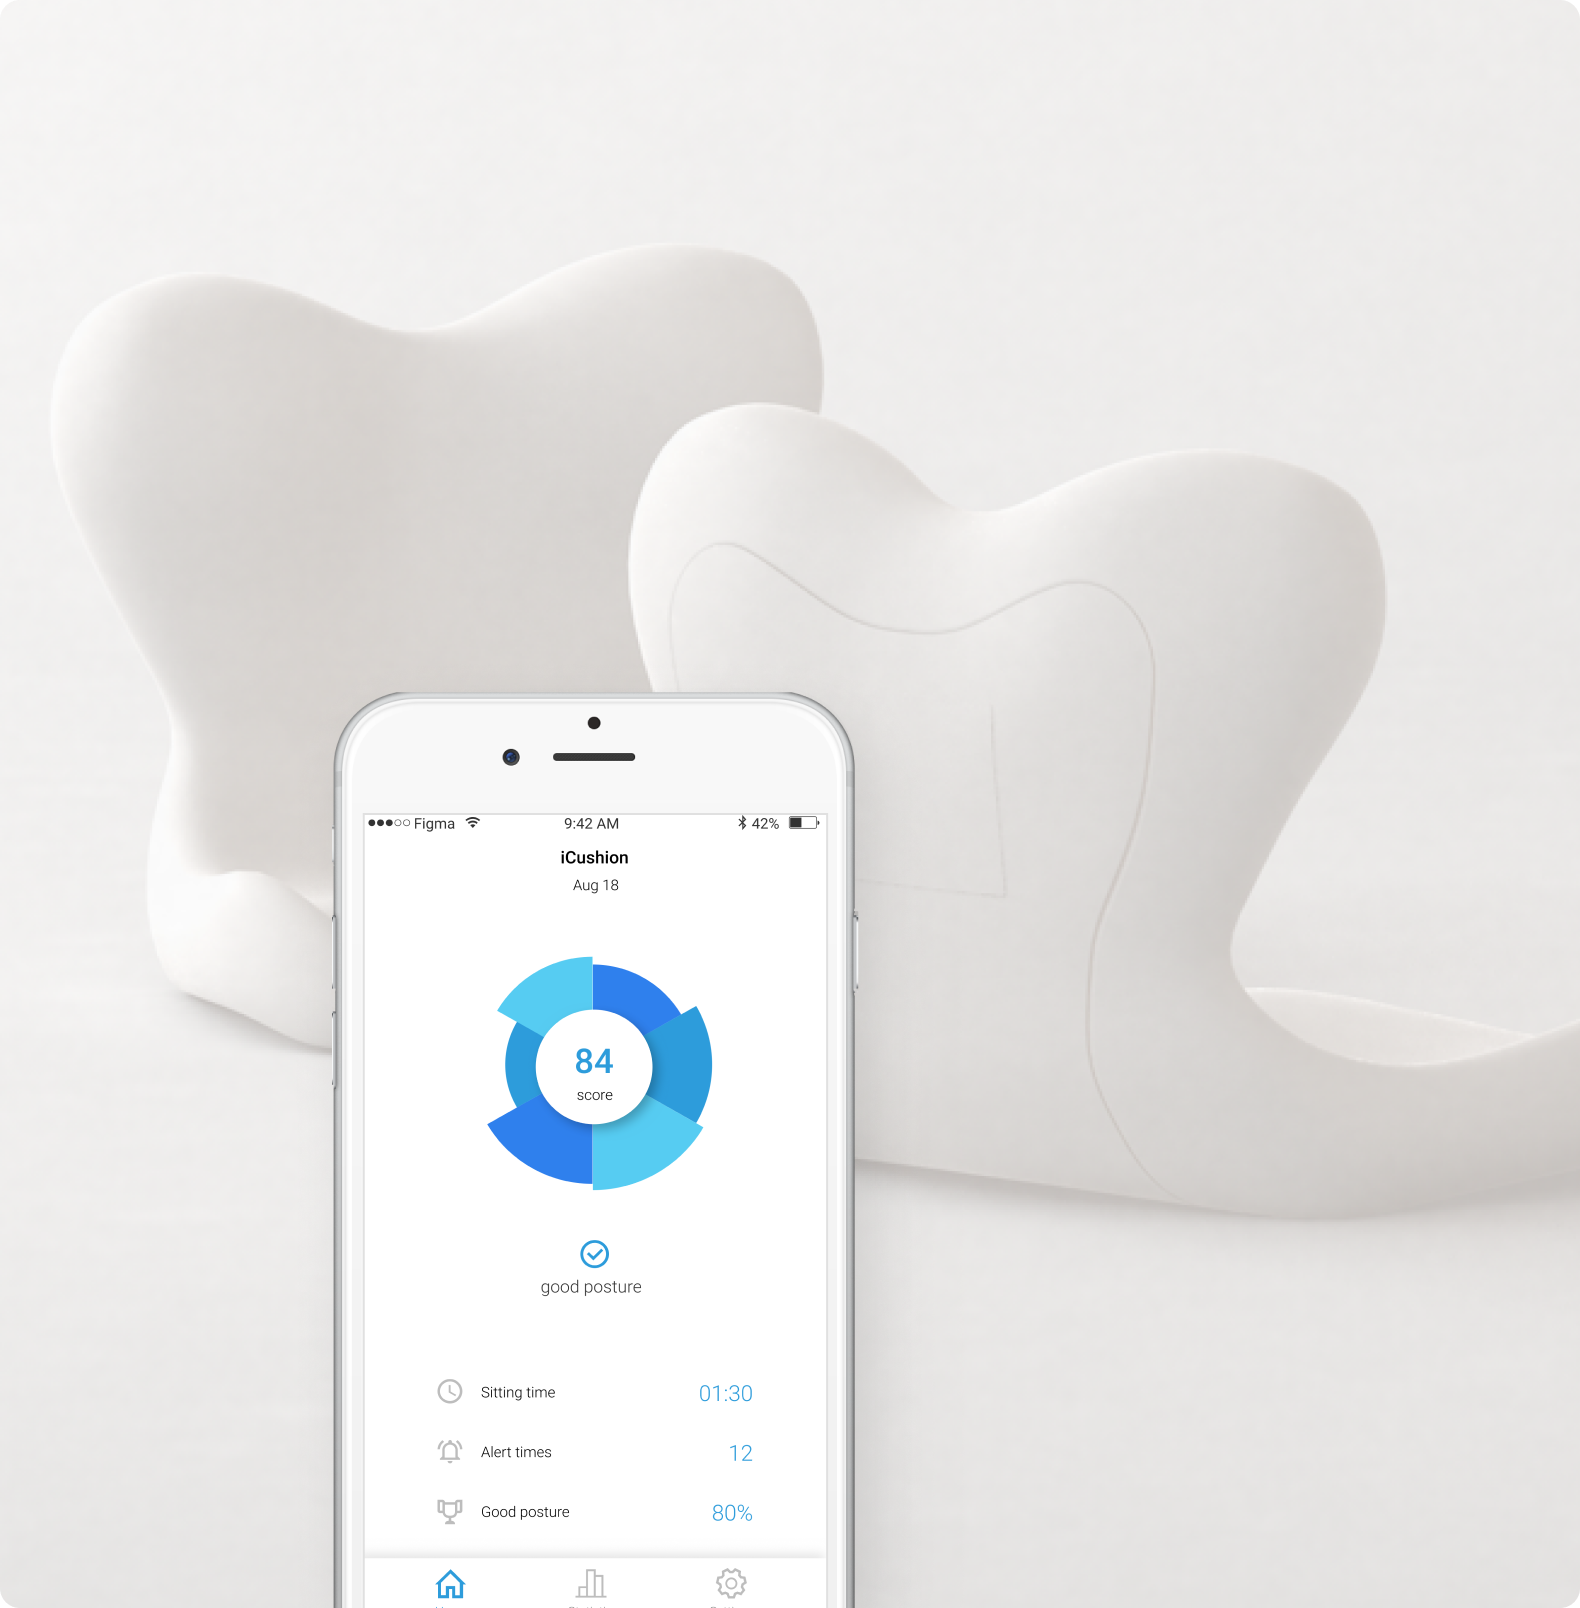 Figma 9:42 AM 42%
iCushion
Aug 18
84
score
good posture
Sitting time 01:30
Alert times 12
Good posture 80%